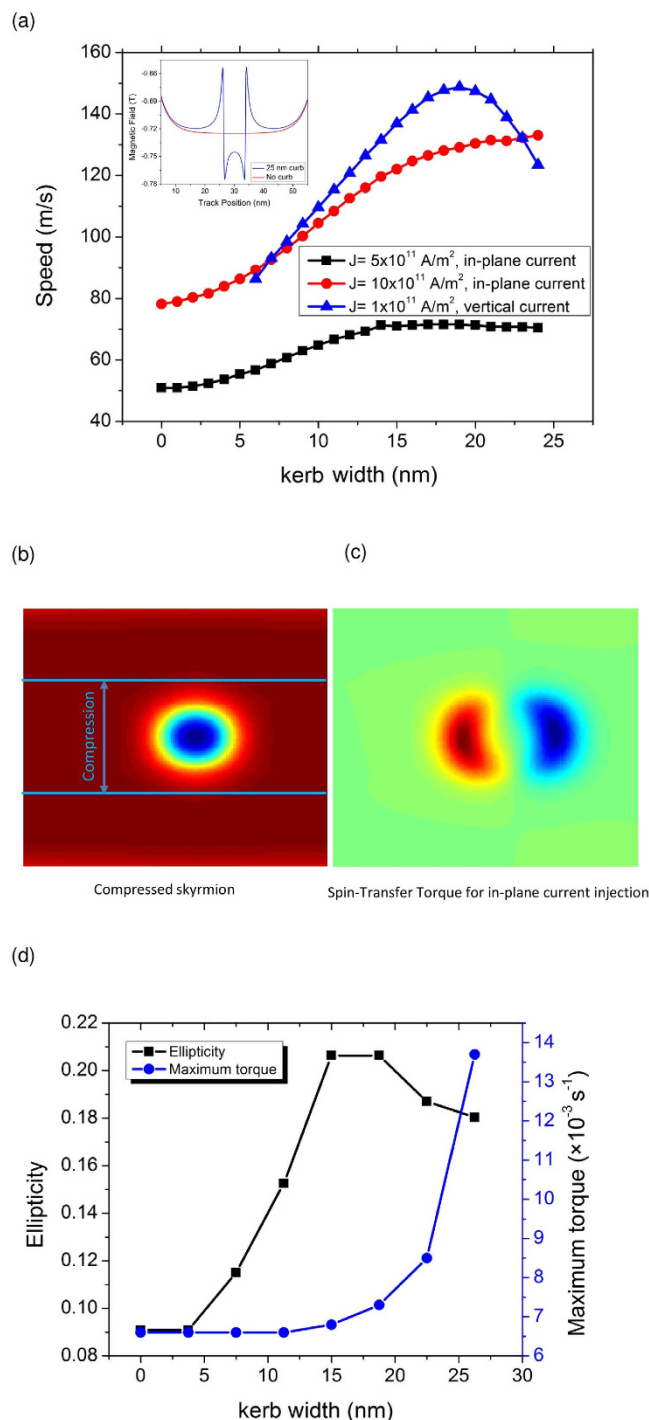 (a)
160
140
120
100
80
60
40
Speed (m/s)
0
5
10
15
20
25
kerb width (nm)
-0.66
-0.69
-0.72
-0.75
-0.78
Magnetic Field (T)
10
20
30
40
50
Track Position (nm)
25 nm curb
No curb
J= 5x10¹¹ A/m², in-plane current
J= 10x10¹¹ A/m², in-plane current
J= 1x10¹¹ A/m², vertical current
(b)
(c)
Compression
Compressed skyrmion
Spin-Transfer Torque for in-plane current injection
(d)
0.22
0.20
0.18
0.16
0.14
0.12
0.10
0.08
Ellipticity
Ellipticity
Maximum torque
14
13
12
11
10
9
8
7
6
Maximum torque (×10⁻³ s⁻¹)
0
5
10
15
20
25
30
kerb width (nm)